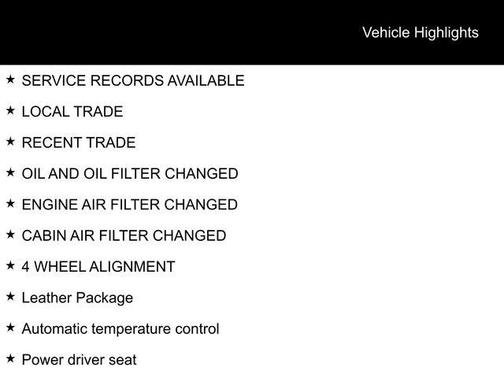 Vehicle Highlights
★ SERVICE RECORDS AVAILABLE
★ LOCAL TRADE
★ RECENT TRADE
★ OIL AND OIL FILTER CHANGED
★ ENGINE AIR FILTER CHANGED
★ CABIN AIR FILTER CHANGED
★ 4 WHEEL ALIGNMENT
★ Leather Package
★ Automatic temperature control
★ Power driver seat